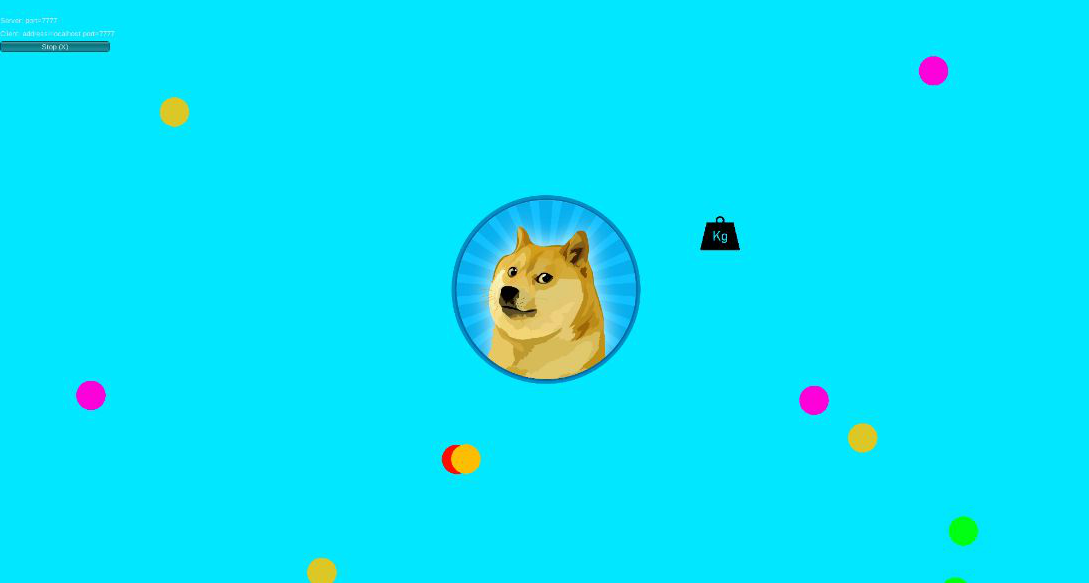 Server: port=7777
Client: address=localhost port=7777
Stop (X)
Kg